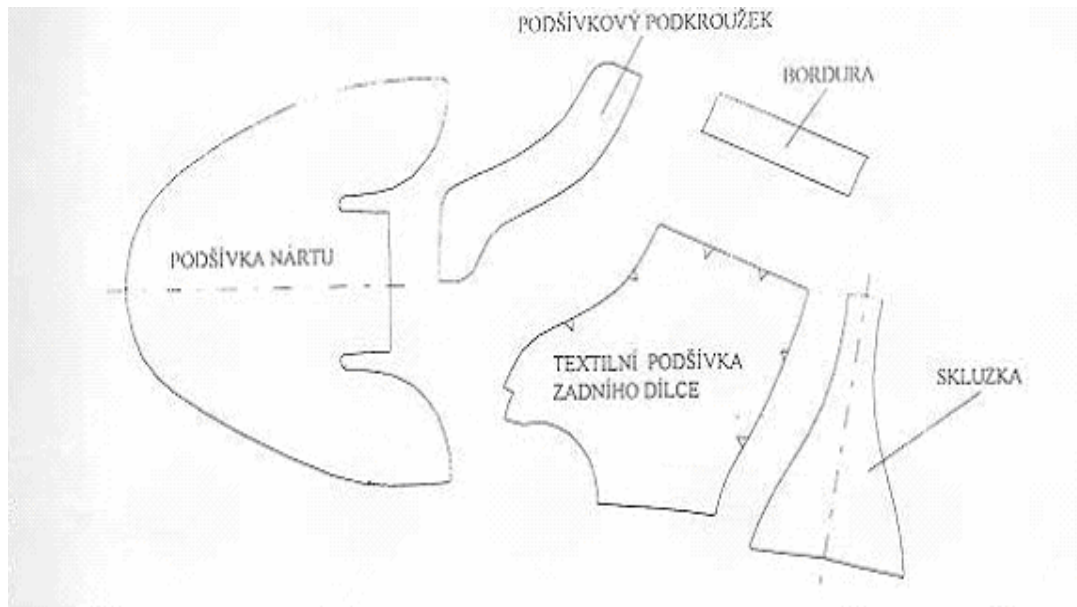 PODŠÍVKOVÝ PODKROUŽEK
BORDURA
PODŠÍVKA NÁRTU
TEXTILNÍ PODŠÍVKA
ZADNÍHO DÍLCE
SKLUZKA